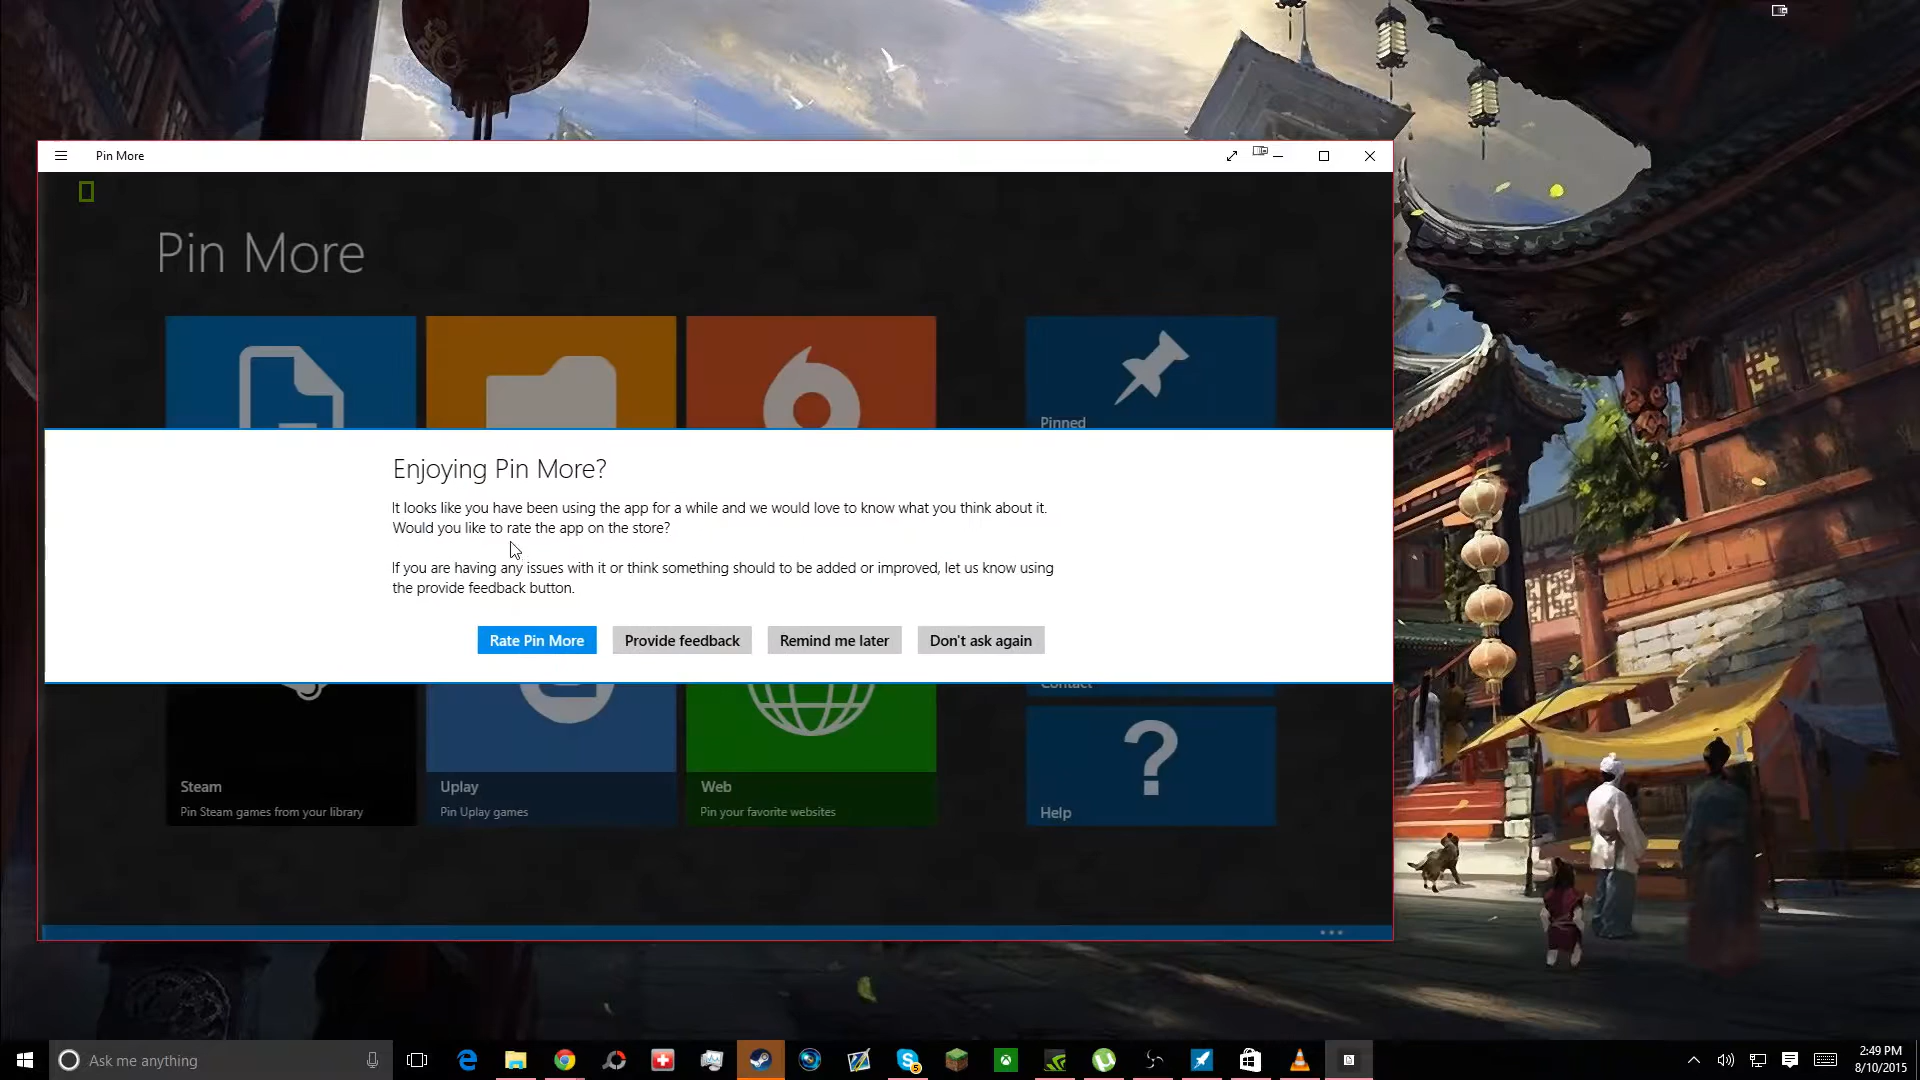 Pin More
Pin More
Pinned
Enjoying Pin More?
It looks like you have been using the app for a while and we would love to know what you think about it.
Would you like to rate the app on the store?
If you are having any issues with it or think something should be added or improved, let us know using
the provide feedback button.
Rate Pin More
Provide feedback
Remind me later
Don't ask again
Contact
Steam
Pin Steam games from your library
Uplay
Pin Uplay games
Web
Pin your favorite websites
Help
Ask me anything
5
2:49 PM
8/10/2015